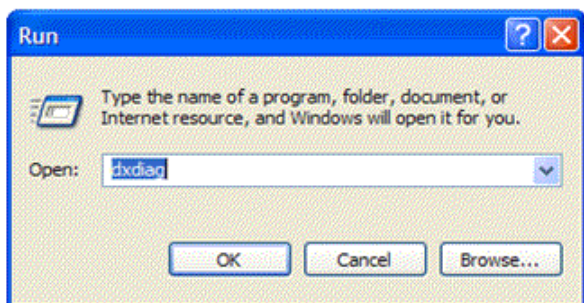 Run
Type the name of a program, folder, document, or
Internet resource, and Windows will open it for you.
Open: dxdiag
OK Cancel Browse...